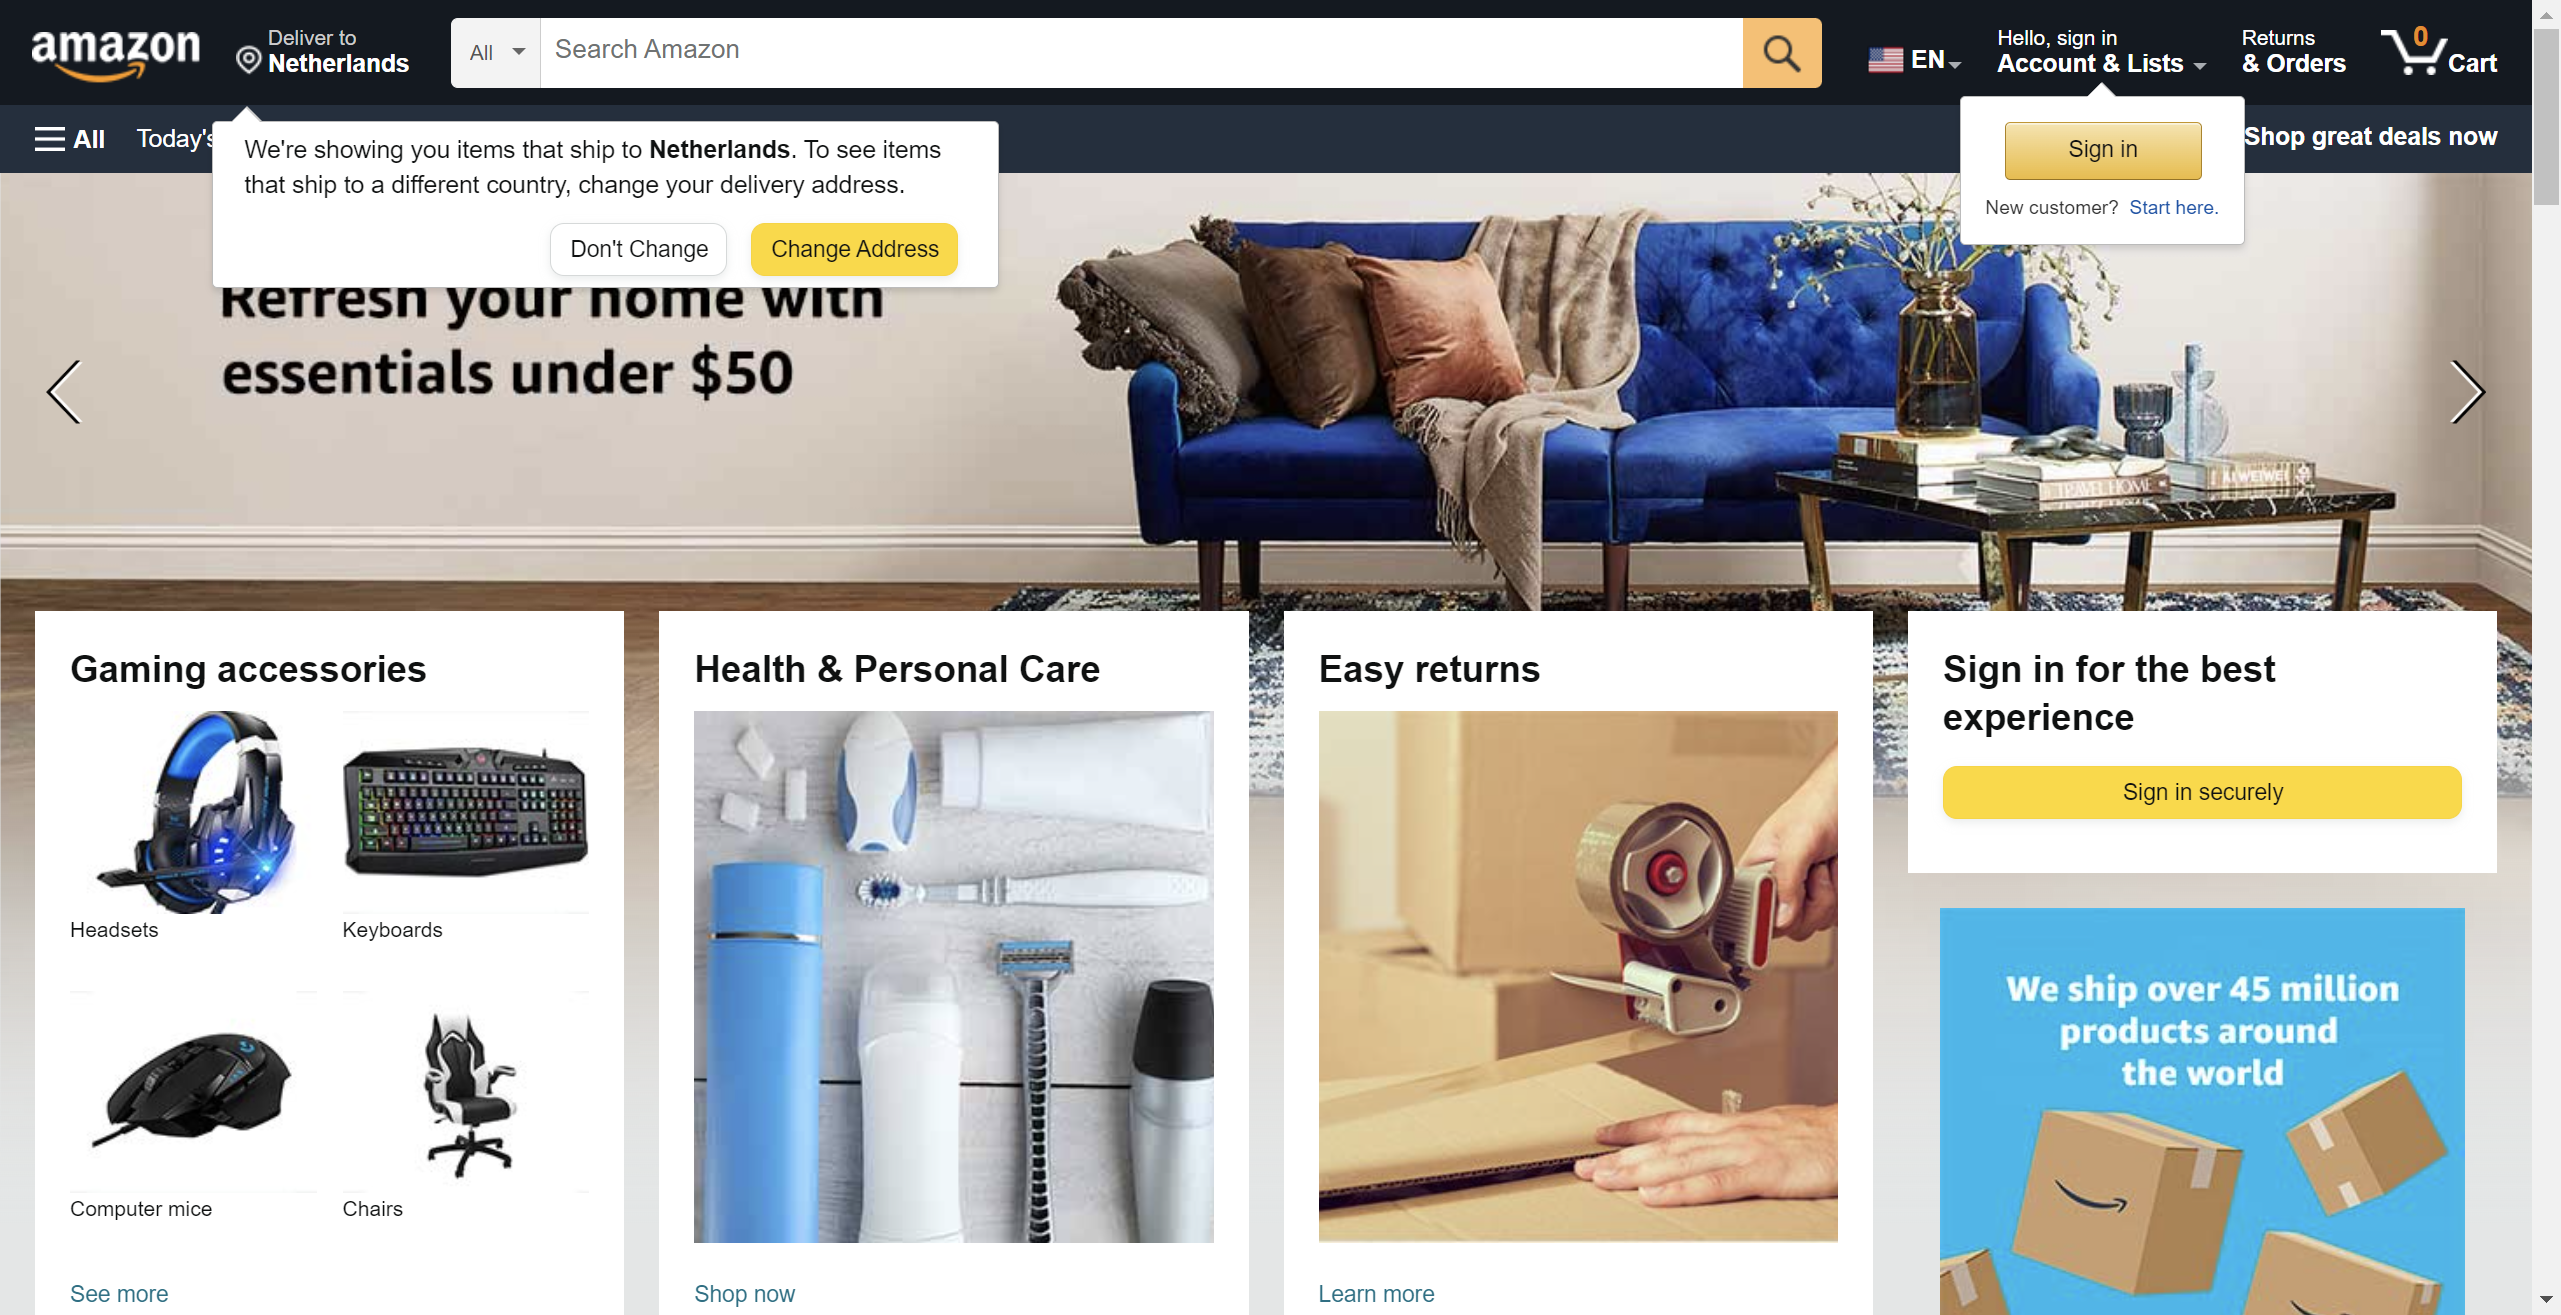 amazon
Deliver to
Netherlands
All
Search Amazon
EN
Hello, sign in
Account & Lists
Returns
& Orders
0
Cart
All
Today's
Shop great deals now
We're showing you items that ship to Netherlands. To see items
that ship to a different country, change your delivery address.
Don't Change
Change Address
Sign in
New customer? Start here.
Refresh your home with
essentials under $50
TRAVEL HOME
AI WEIWEI
Gaming accessories
Headsets
Keyboards
Computer mice
Chairs
See more
Health & Personal Care
Shop now
Easy returns
Learn more
Sign in for the best
experience
Sign in securely
We ship over 45 million
products around
the world